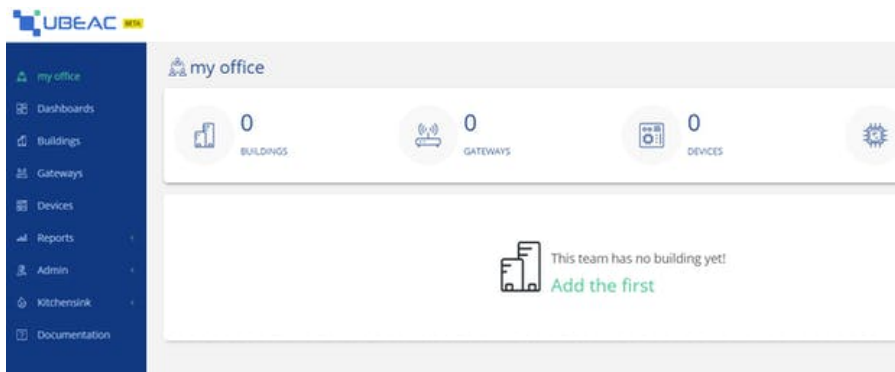 UBEAC BETA
my office
Dashboards
Buildings
Gateways
Devices
Reports
Admin
Kitchensink
Documentation
my office
0
BUILDINGS
0
GATEWAYS
0
DEVICES
This team has no building yet!
Add the first